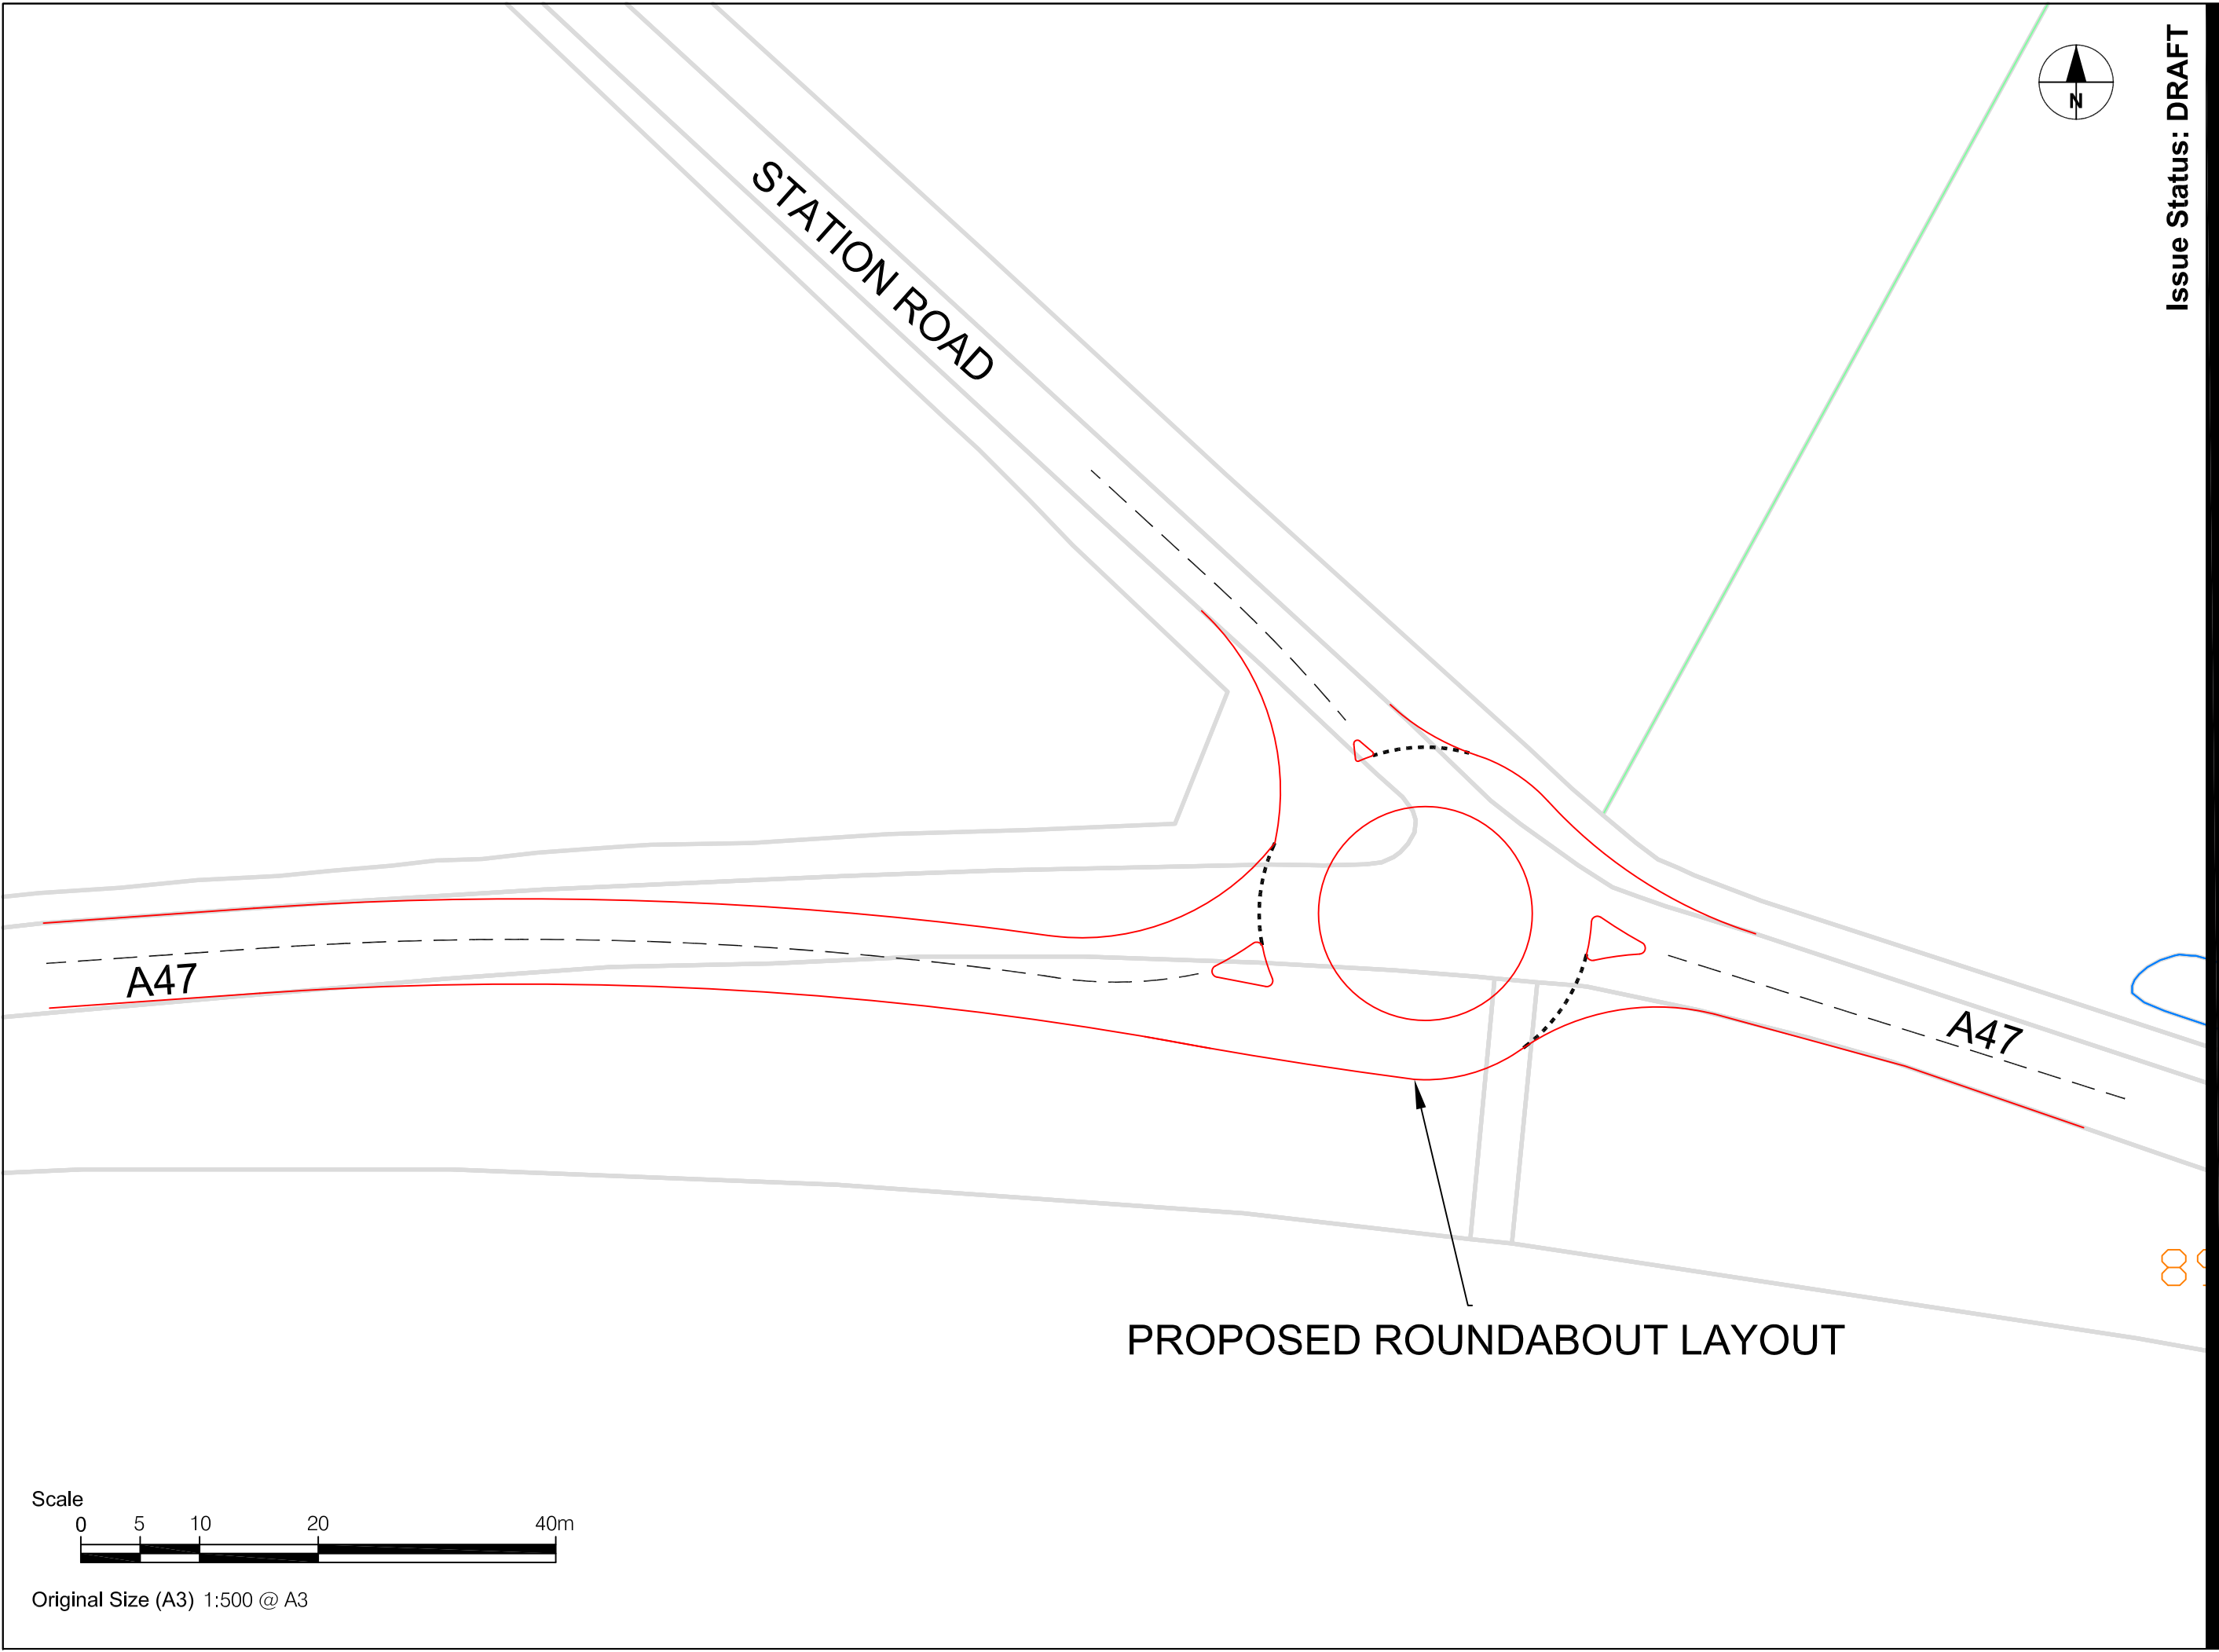 Issue Status: DRAFT
N
STATION ROAD
A47
A47
PROPOSED ROUNDABOUT LAYOUT
Scale
0 5 10 20 40m
Original Size (A3) 1:500 @ A3
8